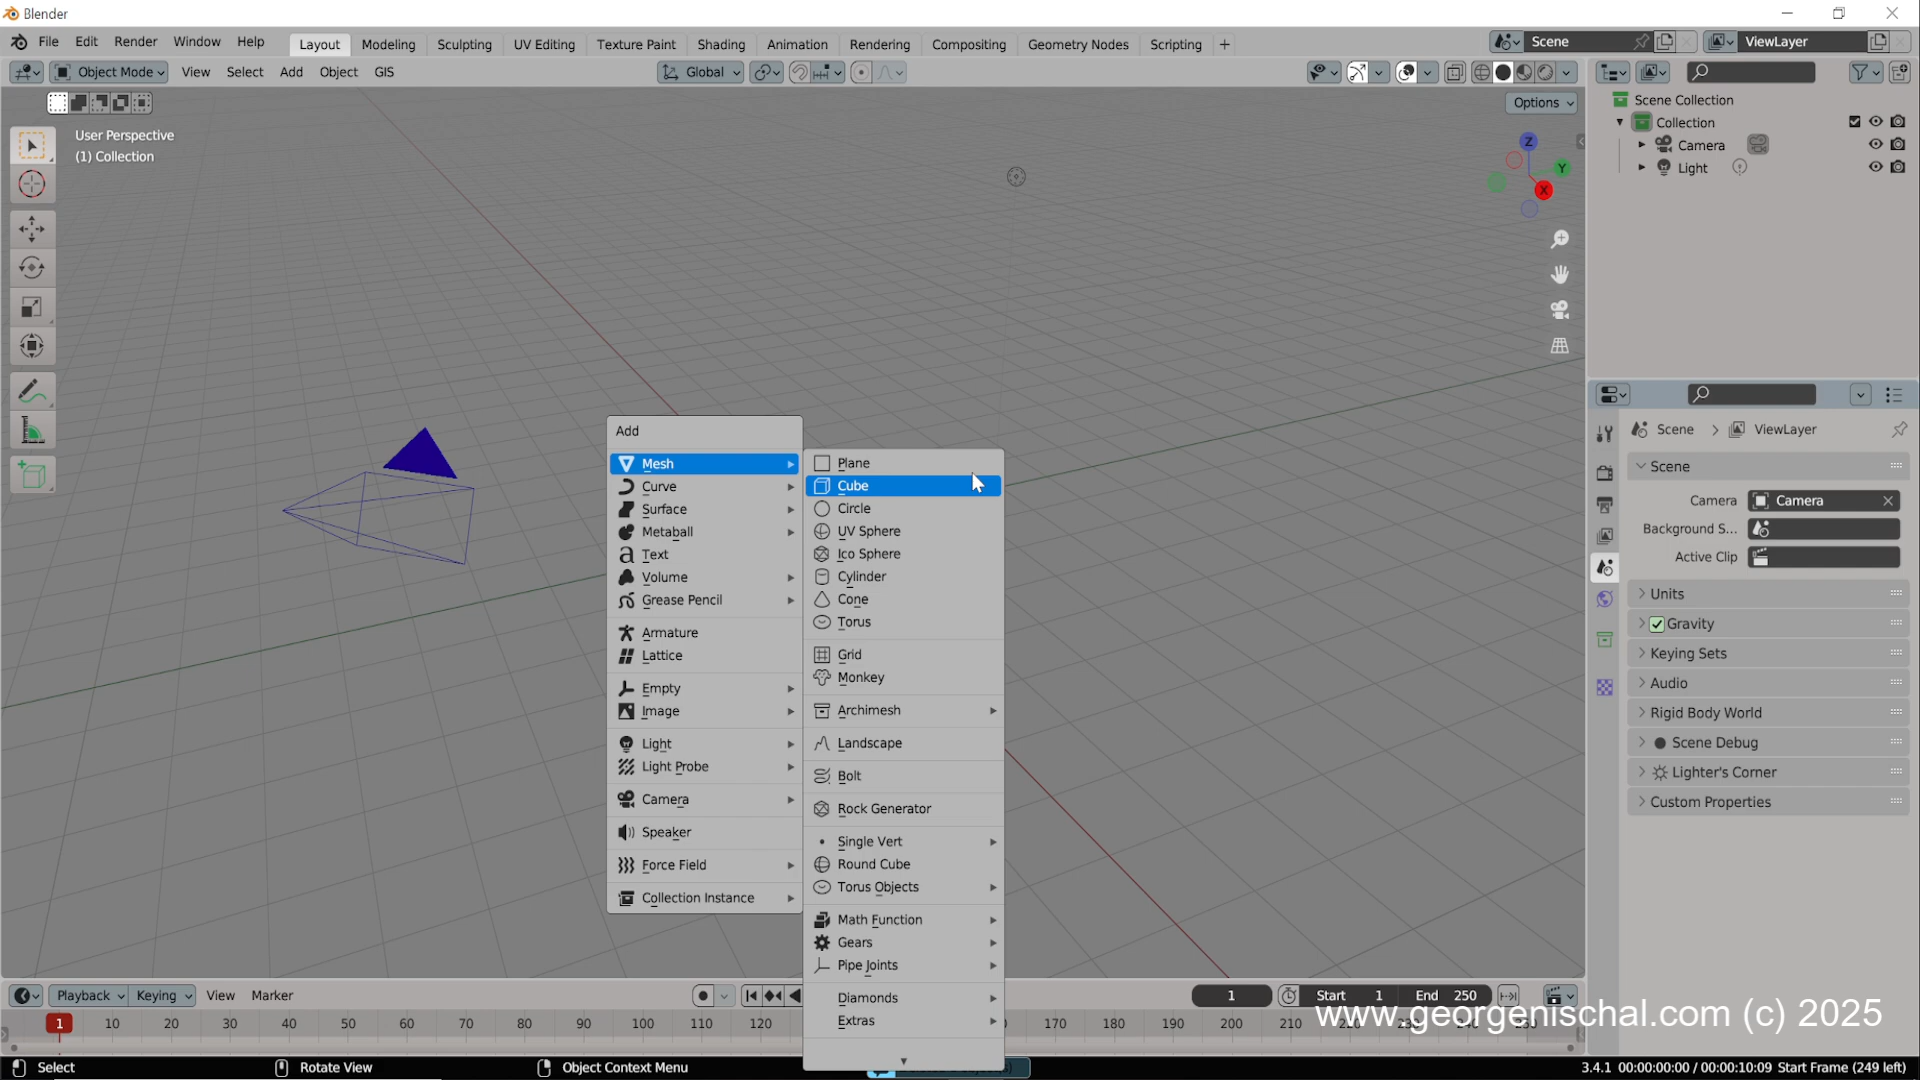 Blender
File Edit Render Window Help Layout Modeling Sculpting UV Editing Texture Paint Shading Animation Rendering Compositing Geometry Nodes Scripting + Scene ViewLayer
Object Mode View Select Add Object GIS Global
Options
User Perspective
(1) Collection
Z
Y
X
Scene Collection
Collection
Camera
Light
Add
Mesh
Curve
Surface
Metaball
Text
Volume
Grease Pencil
Armature
Lattice
Empty
Image
Light
Light Probe
Camera
Speaker
Force Field
Collection Instance
Plane
Cube
Circle
UV Sphere
Ico Sphere
Cylinder
Cone
Torus
Grid
Monkey
Archimesh
Landscape
Bolt
Rock Generator
Single Vert
Round Cube
Torus Objects
Math Function
Gears
Pipe Joints
Diamonds
Extras
Scene > ViewLayer
Scene
Camera Camera
Background S...
Active Clip
Units
Gravity
Keying Sets
Audio
Rigid Body World
Scene Debug
Lighter's Corner
Custom Properties
Playback Keying View Marker 1 Start 1 End 250
1 10 20 30 40 50 60 70 80 90 100 110 120 170 180 190 200 210 220 230 240 250
www.georgenischal.com (c) 2025
Select Rotate View Object Context Menu 3.4.1 00:00:00:00 / 00:00:10:09 Start Frame (249 left)